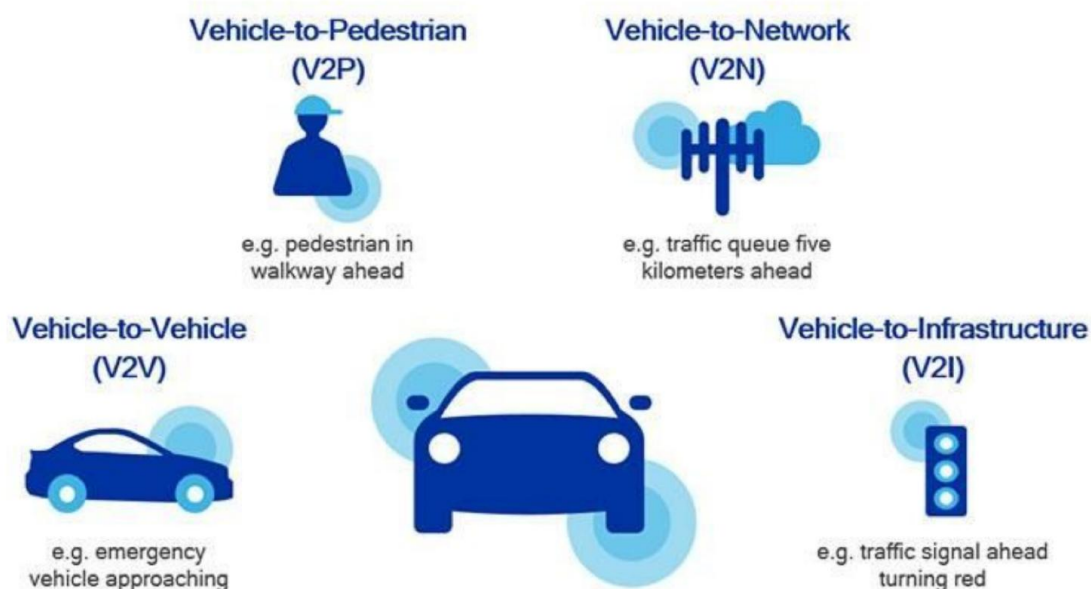 Vehicle-to-Pedestrian
(V2P)
e.g. pedestrian in
walkway ahead
Vehicle-to-Network
(V2N)
e.g. traffic queue five
kilometers ahead
Vehicle-to-Vehicle
(V2V)
e.g. emergency
vehicle approaching
Vehicle-to-Infrastructure
(V2I)
e.g. traffic signal ahead
turning red